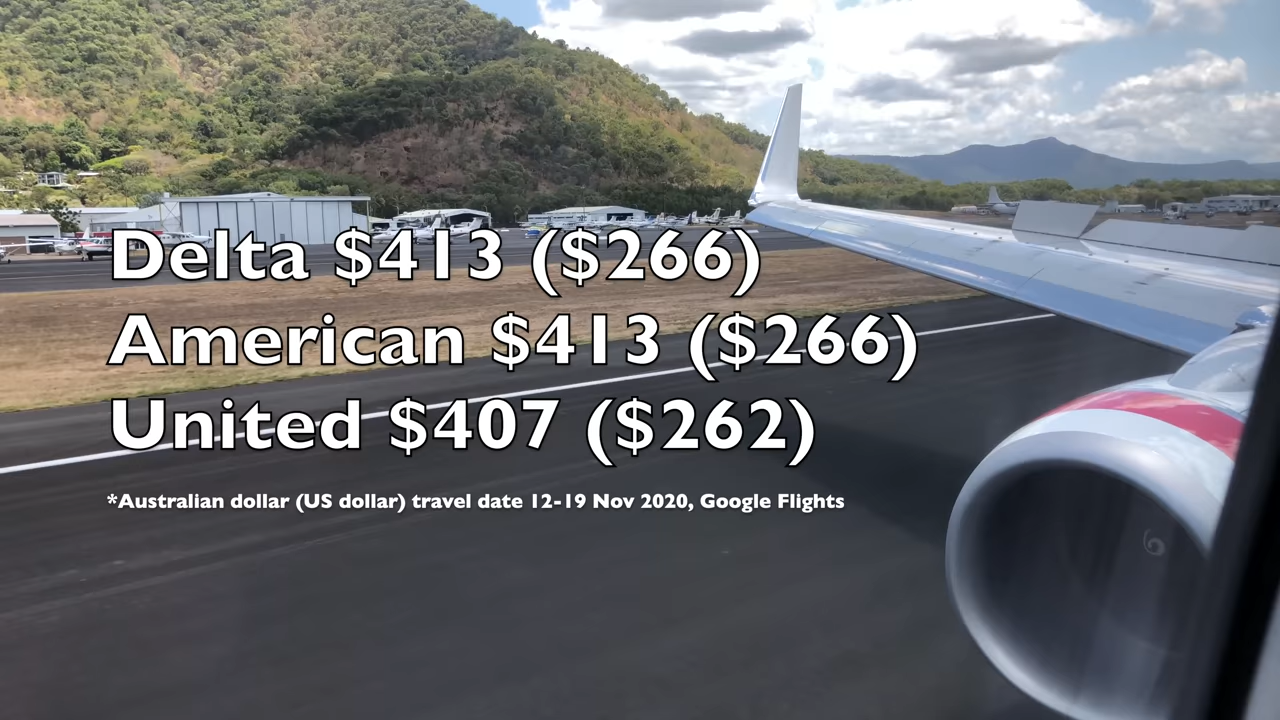 Delta $413 ($266)
American $413 ($266)
United $407 ($262)
*Australian dollar (US dollar) travel date 12-19 Nov 2020, Google Flights